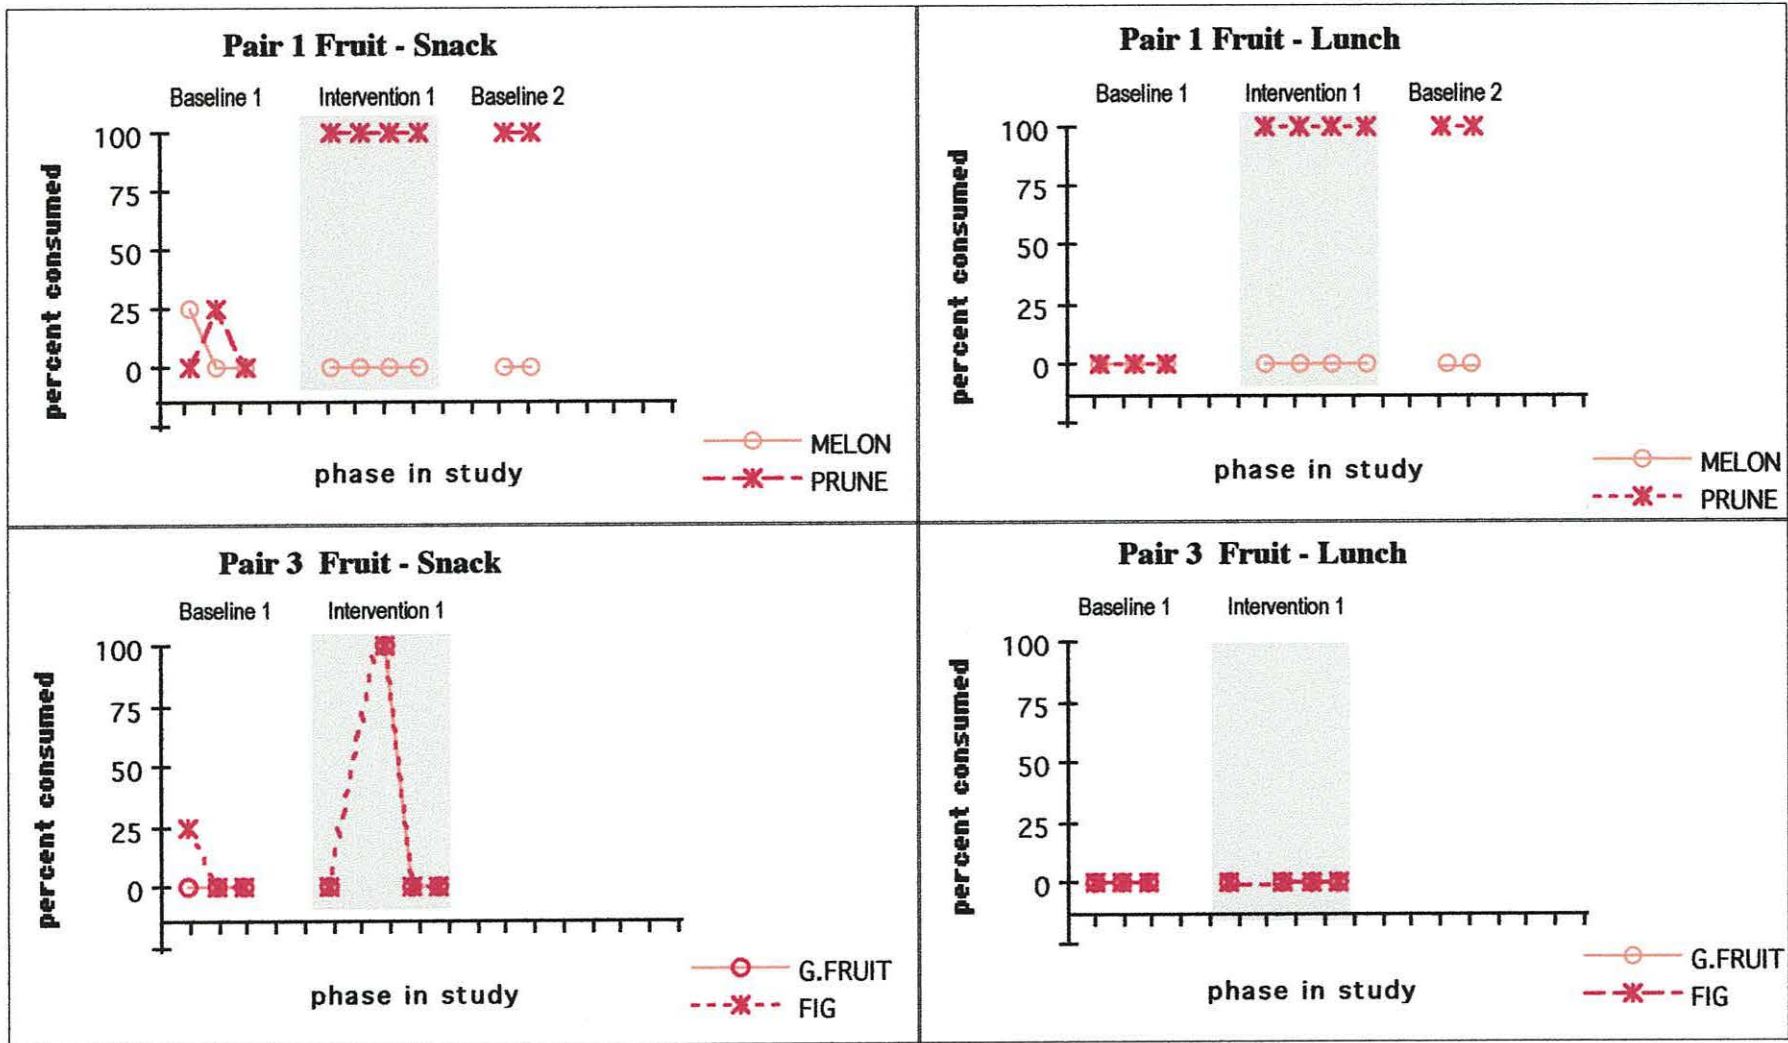 Pair 1 Fruit - Snack
Baseline 1 Intervention 1 Baseline 2
100
75
50
25
0
percent consumed
phase in study
MELON
PRUNE
Pair 1 Fruit - Lunch
Baseline 1 Intervention 1 Baseline 2
100
75
50
25
0
percent consumed
phase in study
MELON
PRUNE
Pair 3 Fruit - Snack
Baseline 1 Intervention 1
100
75
50
25
0
percent consumed
phase in study
G.FRUIT
FIG
Pair 3 Fruit - Lunch
Baseline 1 Intervention 1
100
75
50
25
0
percent consumed
phase in study
G.FRUIT
FIG